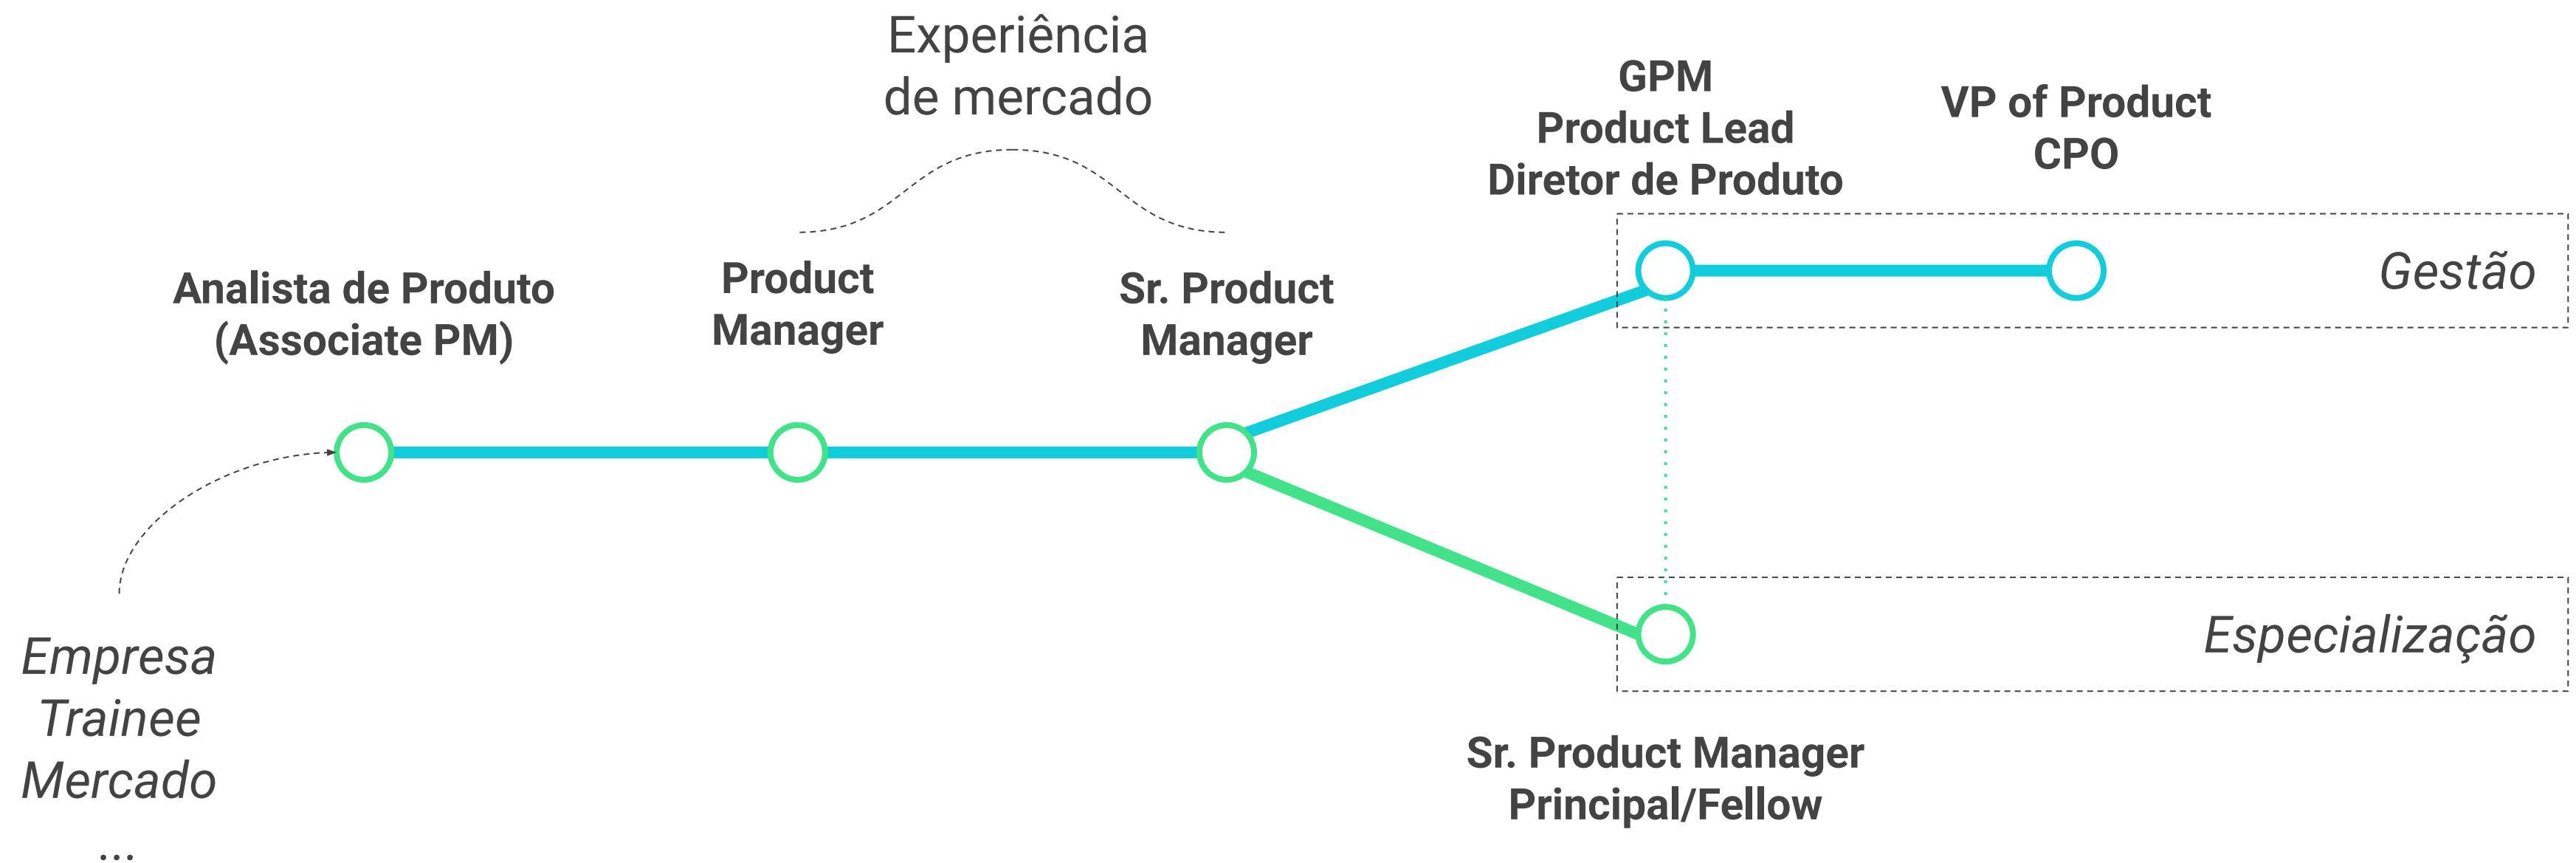 Experiência
de mercado
GPM
Product Lead
Diretor de Produto
VP of Product
CPO
Analista de Produto
(Associate PM)
Product
Manager
Sr. Product
Manager
Gestão
Empresa
Trainee
Mercado
...
Especialização
Sr. Product Manager
Principal/Fellow